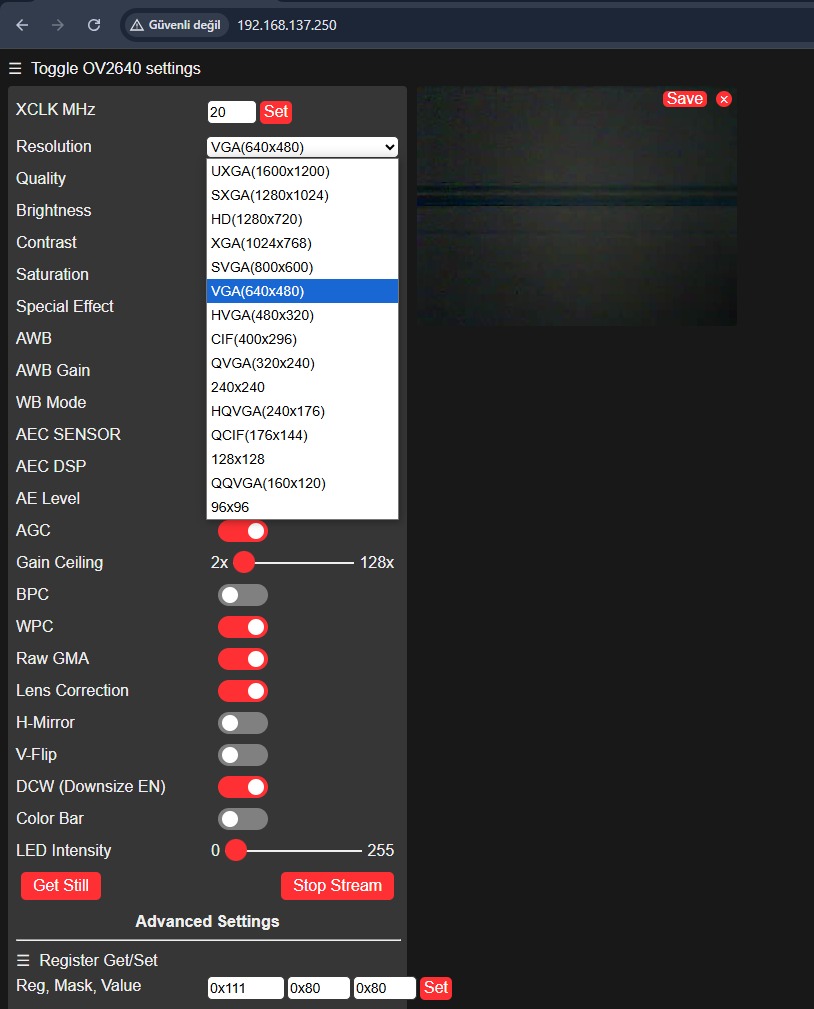 Güvenli değil 192.168.137.250
☰ Toggle OV2640 settings
XCLK MHz 20 Set
Save ×
Resolution VGA(640x480)
UXGA(1600x1200)
Quality
SXGA(1280x1024)
Brightness
HD(1280x720)
Contrast
XGA(1024x768)
Saturation
SVGA(800x600)
VGA(640x480)
Special Effect
HVGA(480x320)
AWB
CIF(400x296)
AWB Gain
QVGA(320x240)
240x240
WB Mode
HQVGA(240x176)
AEC SENSOR
QCIF(176x144)
AEC DSP
128x128
QQVGA(160x120)
AE Level
96x96
AGC
Gain Ceiling 2x 128x
BPC
WPC
Raw GMA
Lens Correction
H-Mirror
V-Flip
DCW (Downsize EN)
Color Bar
LED Intensity 0 255
Get Still Stop Stream
Advanced Settings
☰ Register Get/Set
Reg, Mask, Value 0x111 0x80 0x80 Set